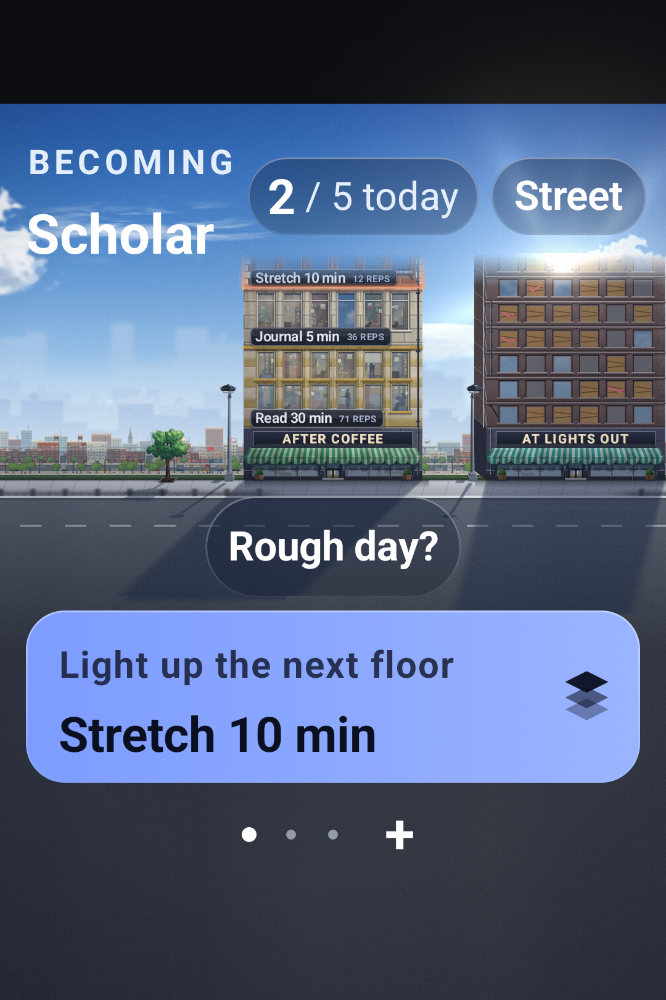 BECOMING
Scholar
2 / 5 today
Street
Stretch 10 min 12 REPS
Journal 5 min 36 REPS
Read 30 min 71 REPS
AFTER COFFEE
AT LIGHTS OUT
Rough day?
Light up the next floor
Stretch 10 min